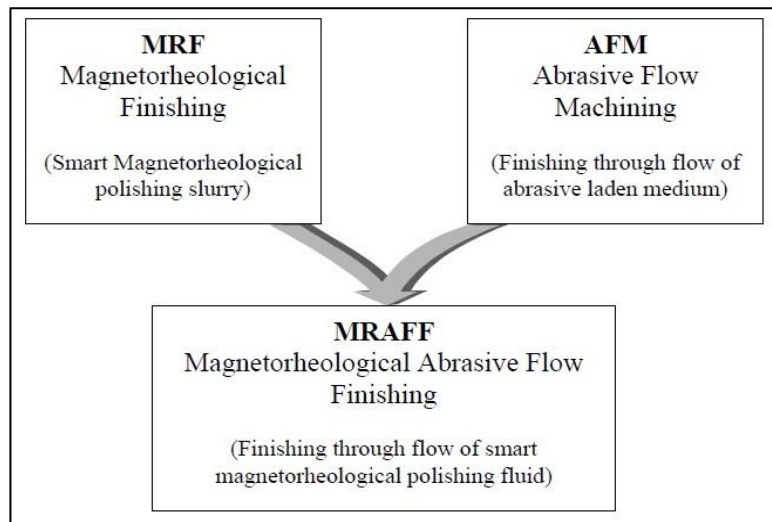 MRF
Magnetorheological
Finishing
(Smart Magnetorheological
polishing slurry)
AFM
Abrasive Flow
Machining
(Finishing through flow of
abrasive laden medium)
MRAFF
Magnetorheological Abrasive Flow
Finishing
(Finishing through flow of smart
magnetorheological polishing fluid)